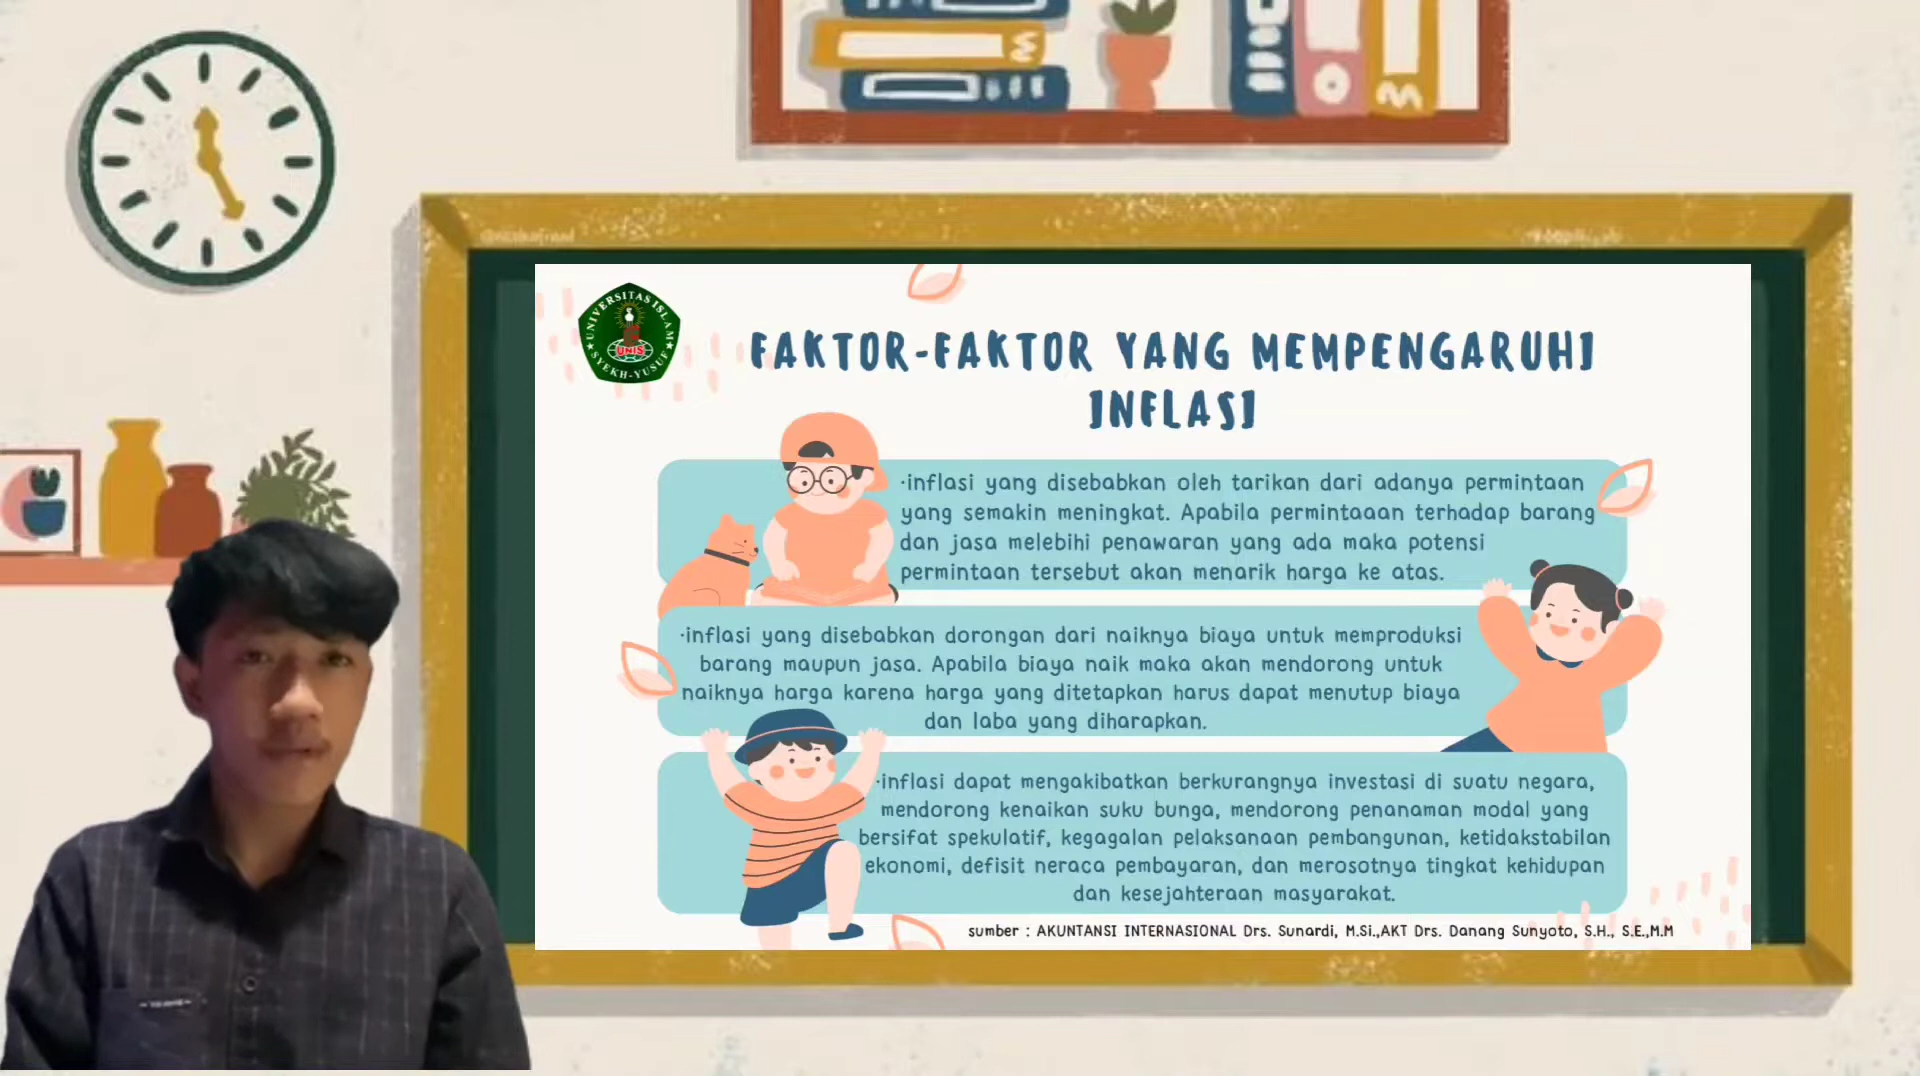 UNIVERSITAS ISLAM
UNIS
SYEKH-YUSUF
FAKTOR-FAKTOR YANG MEMPENGARUHI
INFLASI
·inflasi yang disebabkan oleh tarikan dari adanya permintaan
yang semakin meningkat. Apabila permintaaan terhadap barang
dan jasa melebihi penawaran yang ada maka potensi
permintaan tersebut akan menarik harga ke atas.
·inflasi yang disebabkan dorongan dari naiknya biaya untuk memproduksi
barang maupun jasa. Apabila biaya naik maka akan mendorong untuk
naiknya harga karena harga yang ditetapkan harus dapat menutup biaya
dan laba yang diharapkan.
·inflasi dapat mengakibatkan berkurangnya investasi di suatu negara,
mendorong kenaikan suku bunga, mendorong penanaman modal yang
bersifat spekulatif, kegagalan pelaksanaan pembangunan, ketidakstabilan
ekonomi, defisit neraca pembayaran, dan merosotnya tingkat kehidupan
dan kesejahteraan masyarakat.
sumber : AKUNTANSI INTERNASIONAL Drs. Sunardi, M.Si.,AKT Drs. Danang Sunyoto, S.H., S.E.,M.M